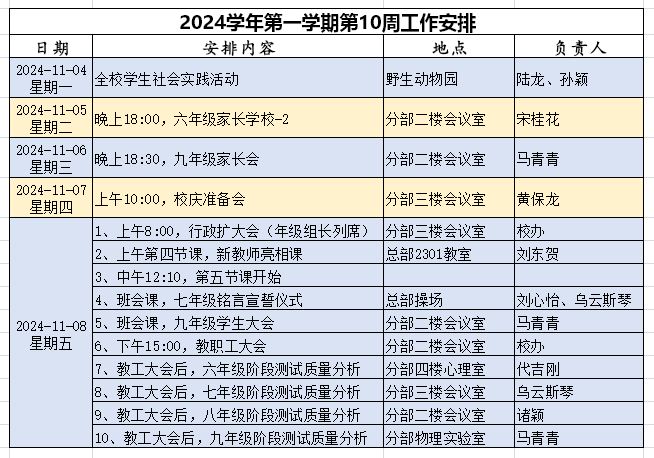 2024学年第一学期第10周工作安排
日期 安排内容 地点 负责人
2024-11-04 星期一 全校学生社会实践活动 野生动物园 陆龙、孙颖
2024-11-05 星期二 晚上18:00，六年级家长学校-2 分部二楼会议室 宋桂花
2024-11-06 星期三 晚上18:30，九年级家长会 分部二楼会议室 马青青
2024-11-07 星期四 上午10:00，校庆准备会 分部三楼会议室 黄保龙
2024-11-08 星期五
1、上午8:00，行政扩大会（年级组长列席） 分部三楼会议室 校办
2、上午第四节课，新教师亮相课 总部2301教室 刘东贺
3、中午12:10，第五节课开始
4、班会课，七年级铭言宣誓仪式 总部操场 刘心怡、乌云斯琴
5、班会课，九年级学生大会 分部二楼会议室 马青青
6、下午15:00，教职工大会 分部二楼会议室 校办
7、教工大会后，六年级阶段测试质量分析 分部四楼心理室 代吉刚
8、教工大会后，七年级阶段测试质量分析 分部三楼会议室 乌云斯琴
9、教工大会后，八年级阶段测试质量分析 分部二楼会议室 诸颖
10、教工大会后，九年级阶段测试质量分析 分部物理实验室 马青青